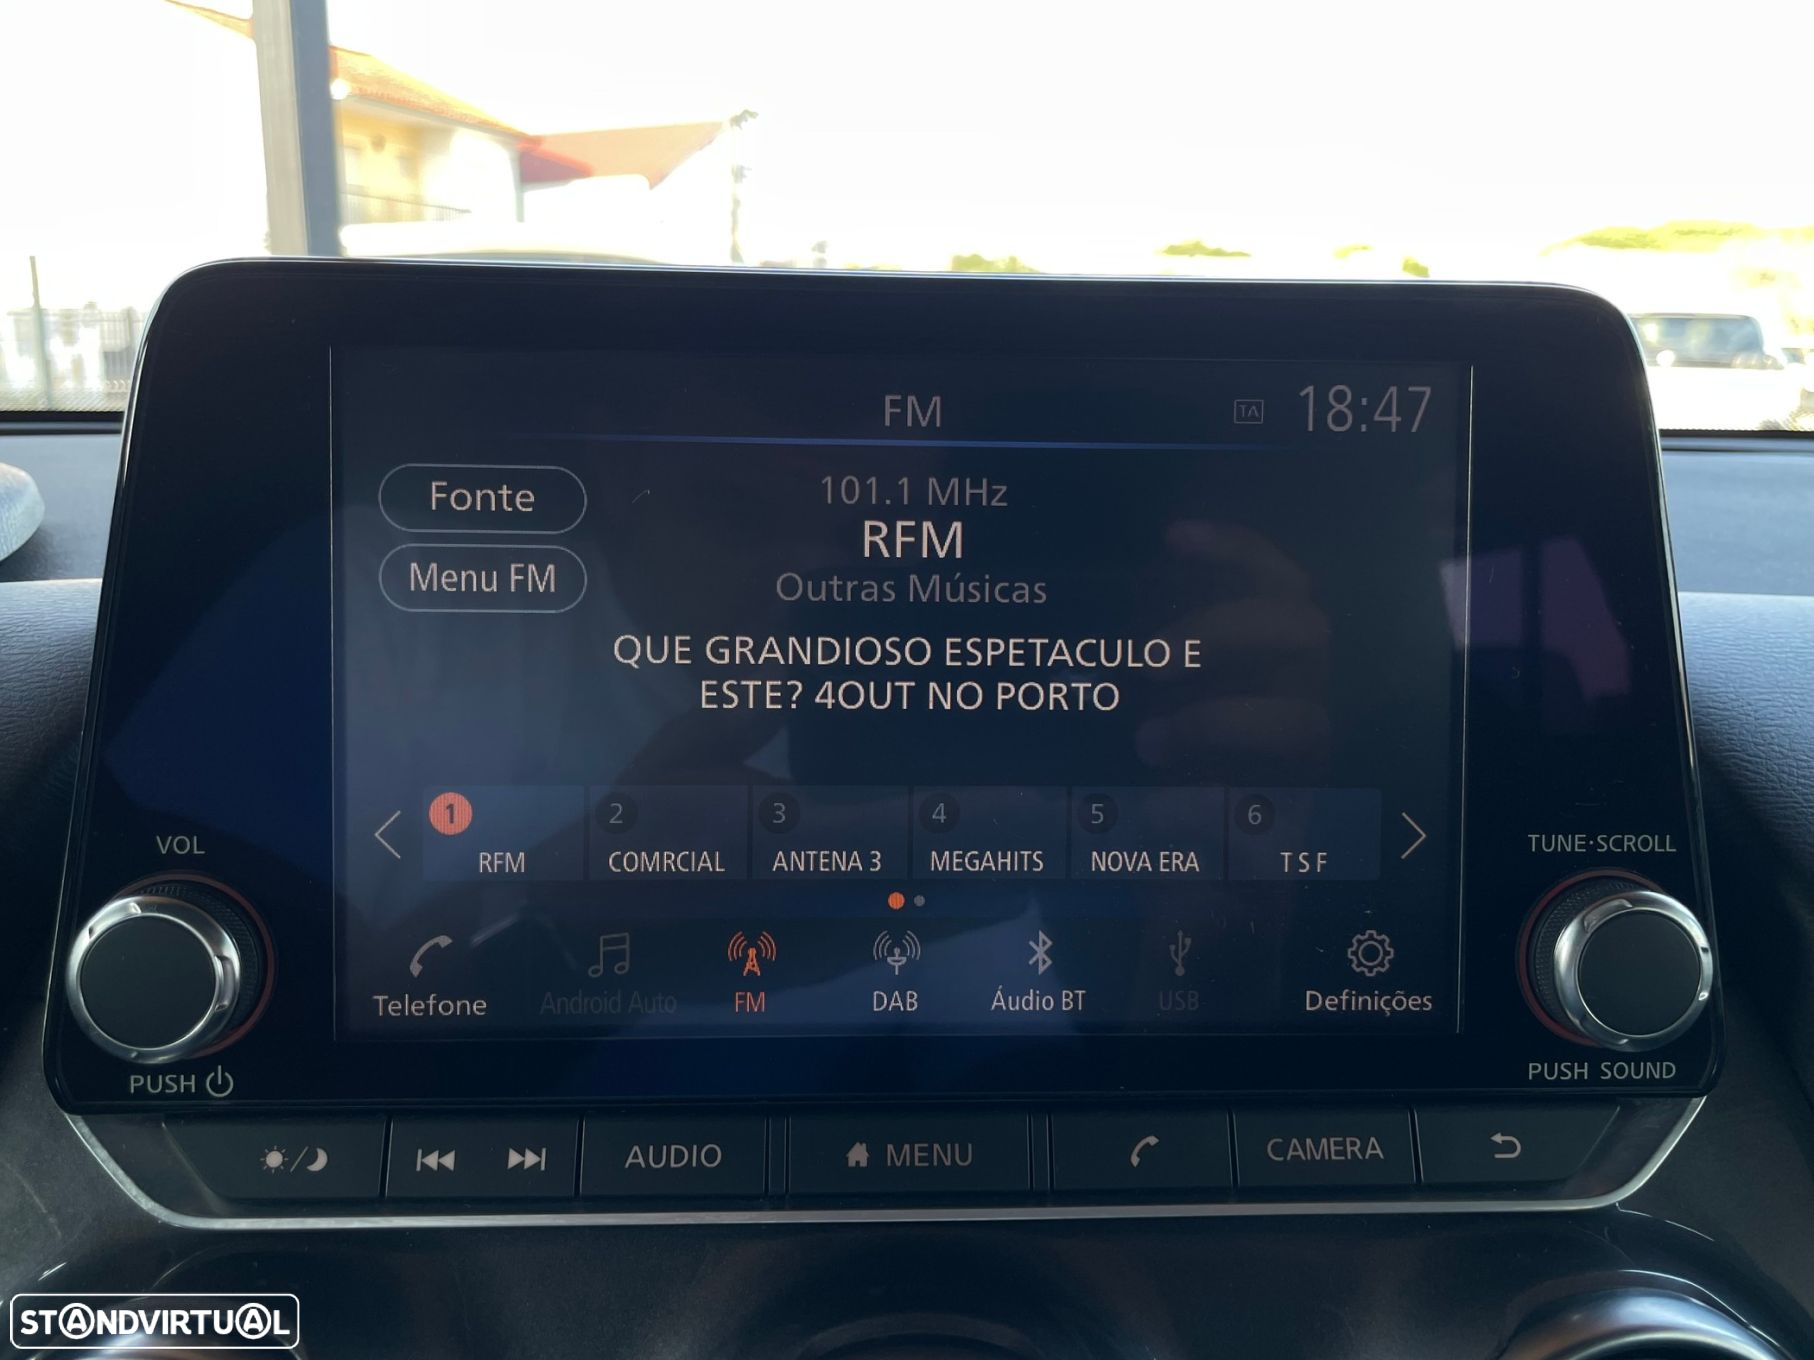 FM
TA
18:47
Fonte
101.1 MHz
RFM
Menu FM
Outras Músicas
QUE GRANDIOSO ESPETACULO E
ESTE? 4OUT NO PORTO
1 2 3 4 5 6
RFM COMRCIAL ANTENA 3 MEGAHITS NOVA ERA T S F
VOL
TUNE·SCROLL
Telefone Android Auto FM DAB Áudio BT USB Definições
PUSH
PUSH SOUND
AUDIO MENU CAMERA
STANDVIRTUAL